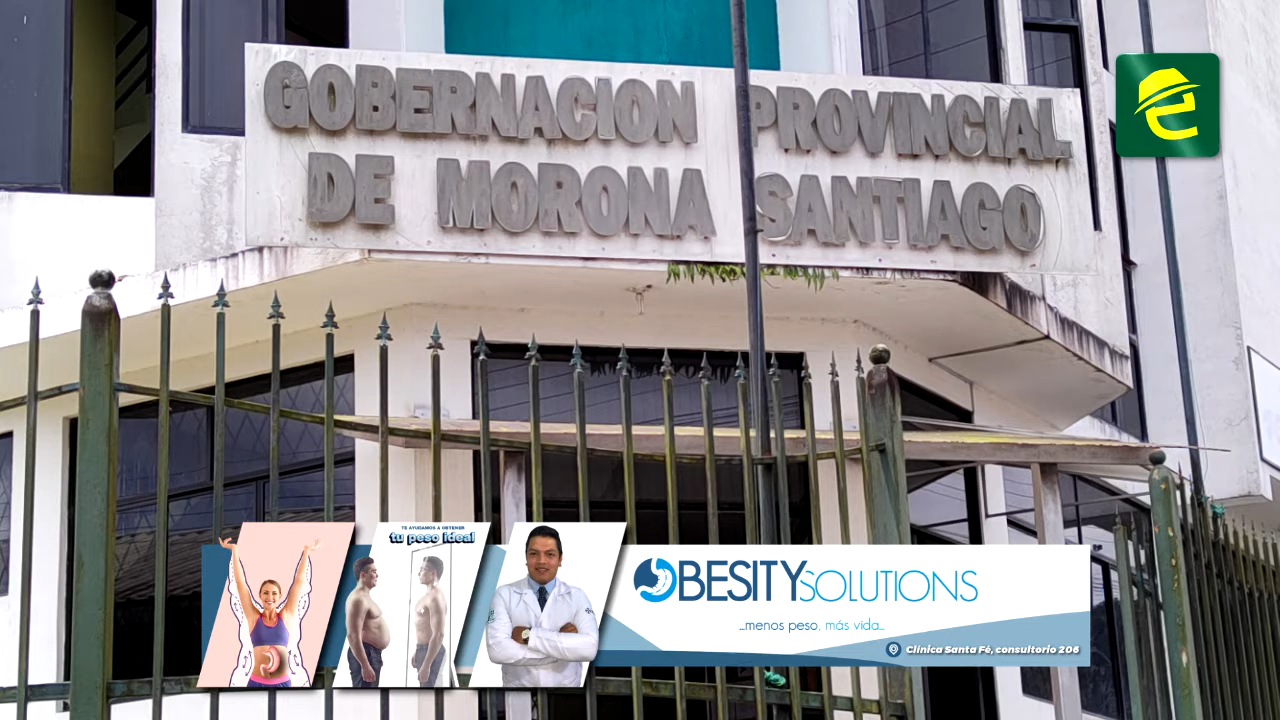 GOBERNACION PROVINCIAL
DE MORONA SANTIAGO
TE AYUDAMOS A OBTENER
tu peso ideal
OBESITY SOLUTIONS
...menos peso, más vida...
Clínica Santa Fé, consultorio 206